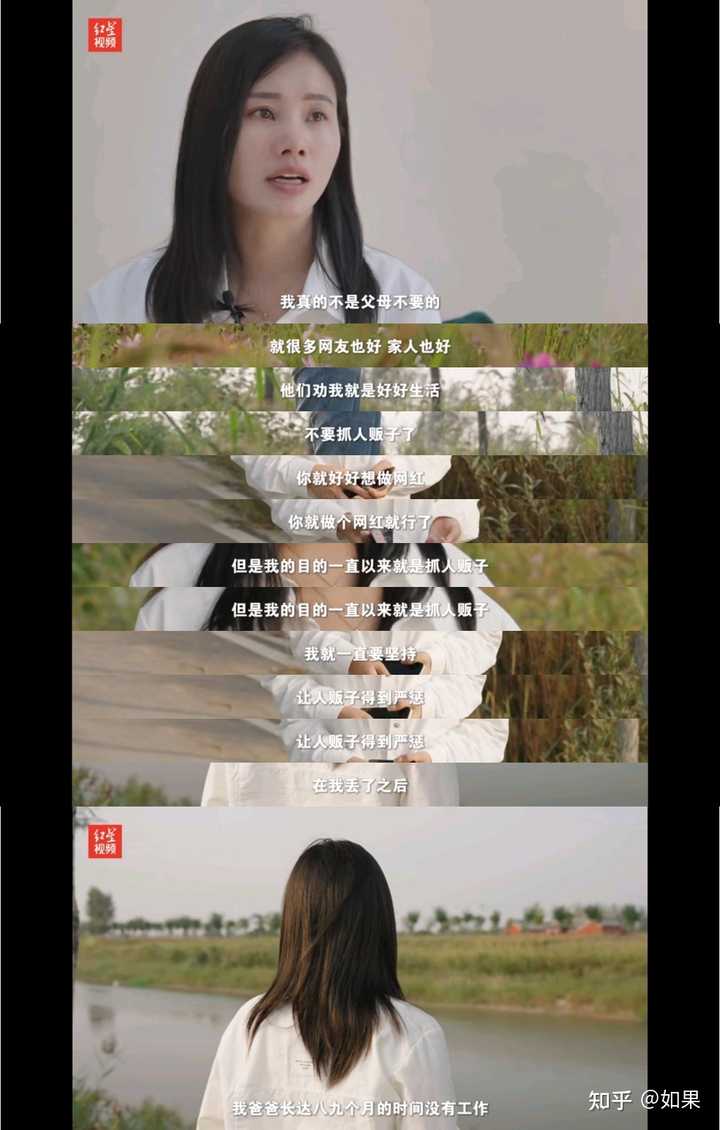 红星
视频
我真的不是父母不要的
就很多网友也好 家人也好
他们劝我就是好好生活
不要抓人贩子了
你就好好想做网红
你就做个网红就行了
但是我的目的一直以来就是抓人贩子
但是我的目的一直以来就是抓人贩子
我就一直要坚持
让人贩子得到严惩
让人贩子得到严惩
在我丢了之后
红星
视频
我爸爸长达八九个月的时间没有工作
知乎 @如果